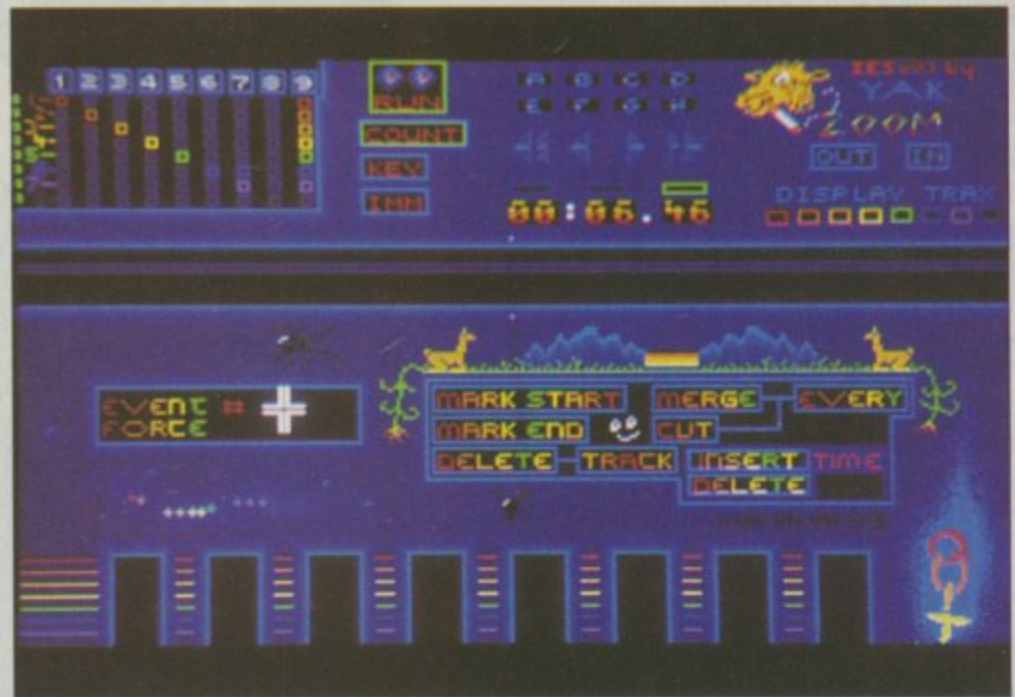 1 2 3 4 5 6 7 8 9
RUN
COUNT
KEY
IMM
A B C D
E F G H
00:06.46
YAK
ZOOM
OUT IN
DISPLAY TRAX
EVENT #
FORCE
MARK START MERGE EVERY
MARK END CUT
DELETE TRACK INSERT TIME
DELETE